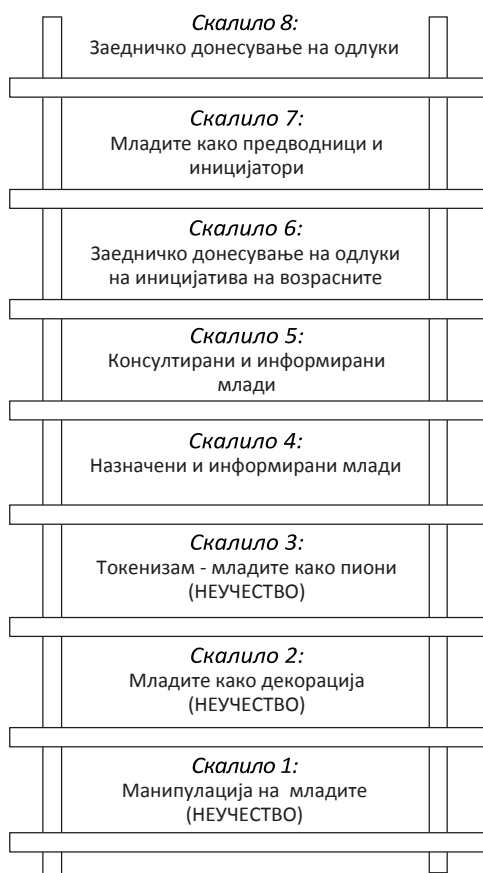 Скалило 8:
Заедничко донесување на одлуки
Скалило 7:
Младите како предводници и
иницијатори
Скалило 6:
Заедничко донесување на одлуки
на иницијатива на возрасните
Скалило 5:
Консултирани и информирани
млади
Скалило 4:
Назначени и информирани млади
Скалило 3:
Токенизам - младите како пиони
(НЕУЧЕСТВО)
Скалило 2:
Младите како декорација
(НЕУЧЕСТВО)
Скалило 1:
Манипулација на  младите
(НЕУЧЕСТВО)